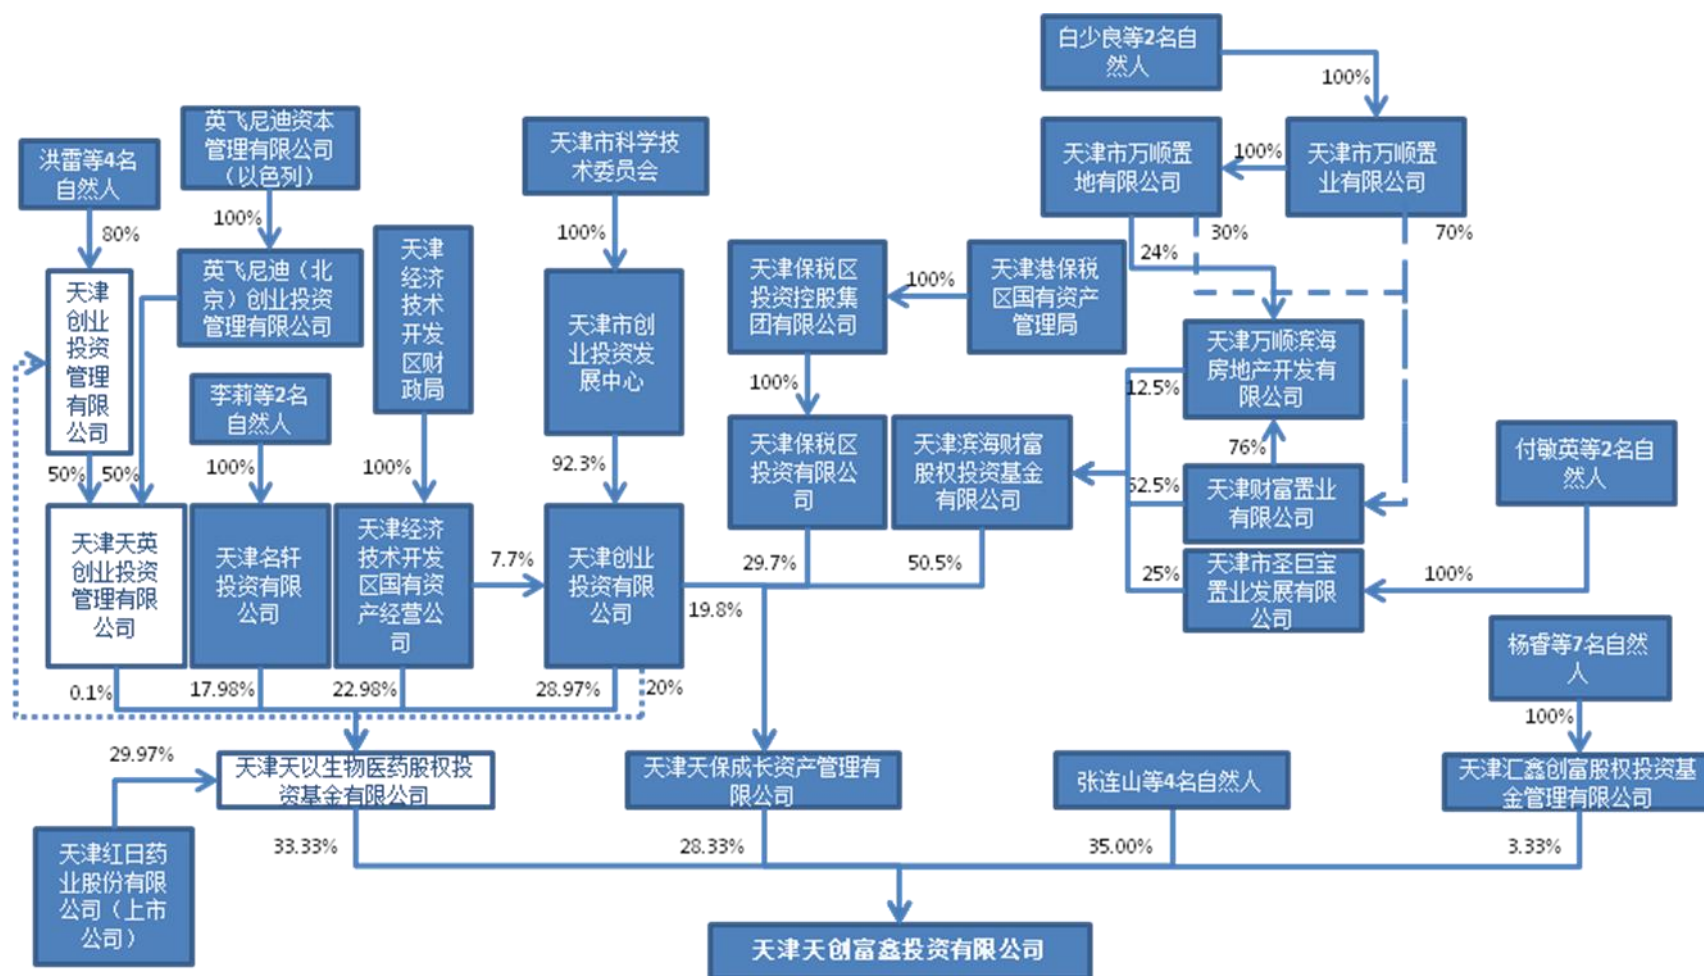 白少良等2名自
然人
100%
英飞尼迪资本
管理有限公司
（以色列）
天津市科学技
术委员会
洪雷等4名
自然人
天津市万顺置
地有限公司
100%
天津市万顺置
业有限公司
80%
100%
100%
24%
30%
70%
天津
创业
投资
管理
有限
公司
英飞尼迪（北
京）创业投资
管理有限公司
天津
经济
技术
开发
区财
政局
天津市创
业投资发
展中心
天津保税区
投资控股集
团有限公司
100%
天津港保税
区国有资产
管理局
天津万顺滨海
房地产开发有
限公司
12.5%
李莉等2名
自然人
100%
76%
50%
50%
100%
100%
92.3%
天津保税区
投资有限公
司
天津滨海财富
股权投资基金
有限公司
52.5%
天津财富置业
有限公司
付敏英等2名自
然人
天津天英
创业投资
管理有限
公司
天津名轩
投资有限
公司
天津经济
技术开发
区国有资
产经营公
司
7.7%
天津创业
投资有限
公司
29.7%
50.5%
25%
天津市圣巨宝
置业发展有限
公司
100%
19.8%
杨睿等7名自然
人
0.1%
17.98%
22.98%
28.97%
20%
100%
29.97%
天津天以生物医药股权投
资基金有限公司
天津天保成长资产管理有
限公司
张连山等4名自然人
天津汇鑫创富股权投资基
金管理有限公司
天津红日药
业股份有限
公司（上市
公司）
33.33%
28.33%
35.00%
3.33%
天津天创富鑫投资有限公司